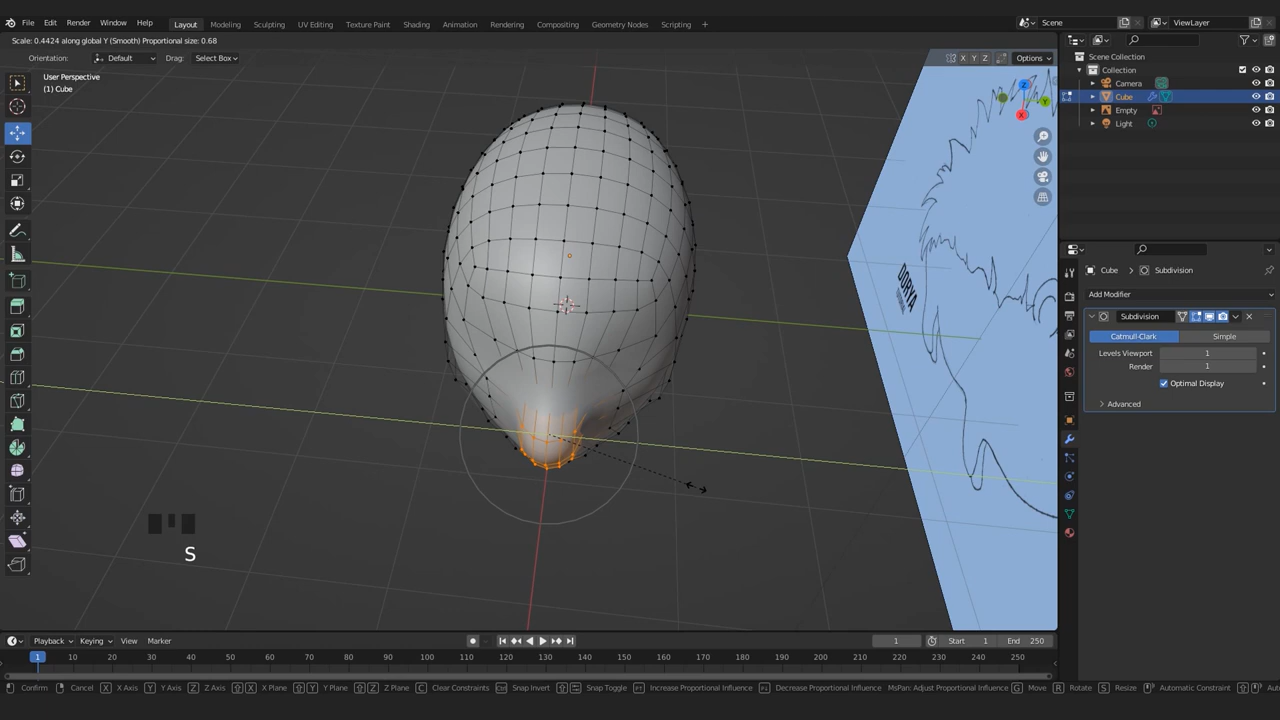 File Edit Render Window Help Layout Modeling Sculpting UV Editing Texture Paint Shading Animation Rendering Compositing Geometry Nodes Scripting + Scene ViewLayer
Scale: 0.4424 along global Y (Smooth) Proportional size: 0.68
Orientation: Default Drag: Select Box X Y Z Options
User Perspective
(1) Cube
Scene Collection
Collection
Camera
Cube
Empty
Light
Z
Y
X
DORYA
Cube > Subdivision
Add Modifier
Subdivision
Catmull-Clark Simple
Levels Viewport 1
Render 1
Optimal Display
Advanced
S
Playback Keying View Marker 1 Start 1 End 250
1 10 20 30 40 50 60 70 80 90 100 110 120 130 140 150 160 170 180 190 200 210 220 230 240 250
Confirm Cancel X X Axis Y Y Axis Z Z Axis X X Plane Y Y Plane Z Z Plane C Clear Constraints Snap Invert Snap Toggle Increase Proportional Influence Decrease Proportional Influence MsPan: Adjust Proportional Influence G Move R Rotate S Resize Automatic Constraint Auto